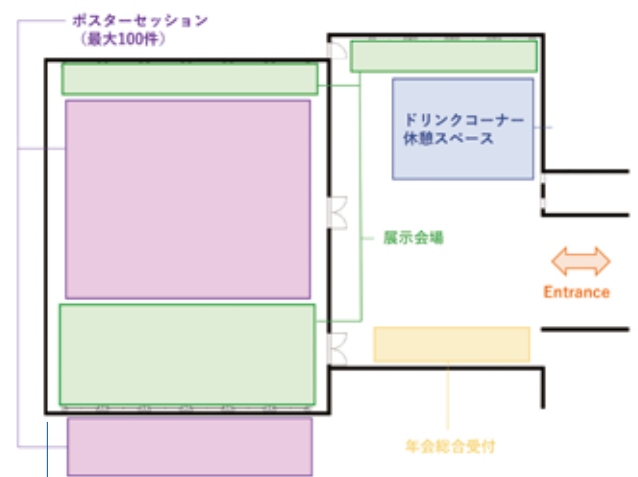 ポスターセッション
（最大100件）
ドリンクコーナー
休憩スペース
展示会場
Entrance
年会総合受付